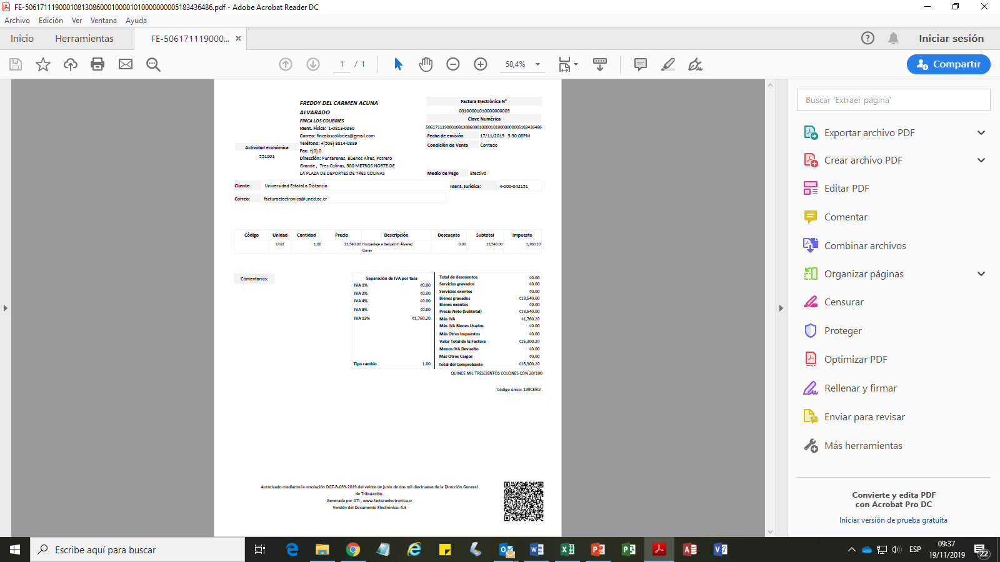 FE-50617111900010813086000100001010000000005183436486.pdf - Adobe Acrobat Reader DC
Archivo Edición Ver Ventana Ayuda
Inicio Herramientas FE-506171119000... ×
Iniciar sesión
1 / 1 58,4% Compartir
FREDDY DEL CARMEN ACUNA
ALVARADO
FINCA LOS COLIBRIES
Ident. Física: 1-0813-0860
Correo: fincaloscolibries@gmail.com
Teléfono: +(506) 8814-0889
Fax: +(0) 0
Dirección: Puntarenas, Buenos Aires, Potrero
Grande , Tres Colinas, 500 METROS NORTE DE
LA PLAZA DE DEPORTES DE TRES COLINAS
Actividad económica
551001
Factura Electrónica N°
00100001010000000005
Clave Numérica
50617111900010813086000100001010000000005183436486
Fecha de emisión 17/11/2019 5:50:08PM
Condición de Venta Contado
Medio de Pago Efectivo
Cliente: Universidad Estatal a Distancia Ident. Jurídica: 4-000-042151
Correo: facturaelectronica@uned.ac.cr
Código Unidad Cantidad Precio Descripción Descuento Subtotal Impuesto
Unid 1.00 13,540.00 Hospedaje a Benjamín Álvarez 0.00 13,540.00 1,760.20
Garay
Comentarios:
Separación de IVA por tasa
IVA 1% ¢0.00
IVA 2% ¢0.00
IVA 4% ¢0.00
IVA 8% ¢0.00
IVA 13% ¢1,760.20
Tipo cambio 1.00
Total de descuentos ¢0.00
Servicios gravados ¢0.00
Servicios exentos ¢0.00
Bienes gravados ¢13,540.00
Bienes exentos ¢0.00
Precio Neto (Subtotal) ¢13,540.00
Más IVA ¢1,760.20
Más IVA Bienes Usados ¢0.00
Más Otros Impuestos ¢0.00
Valor Total de la Factura ¢15,300.20
Menos IVA Devuelto ¢0.00
Más Otros Cargos ¢0.00
Total del Comprobante ¢15,300.20
QUINCE MIL TRESCIENTOS COLONES CON 20/100
Código único: 199CEEGI
Autorizado mediante la resolución DGT-R-033-2019 del veinte de junio de dos mil diecinueve de la Dirección General
de Tributación.
Generada por GTI , www.facturaelectronica.cr
Versión del Documento Electrónico: 4.3
Buscar 'Extraer página'
Exportar archivo PDF
Crear archivo PDF
Editar PDF
Comentar
Combinar archivos
Organizar páginas
Censurar
Proteger
Optimizar PDF
Rellenar y firmar
Enviar para revisar
Más herramientas
Convierte y edita PDF
con Acrobat Pro DC
Iniciar versión de prueba gratuita
Escribe aquí para buscar
ESP
09:37
19/11/2019
22